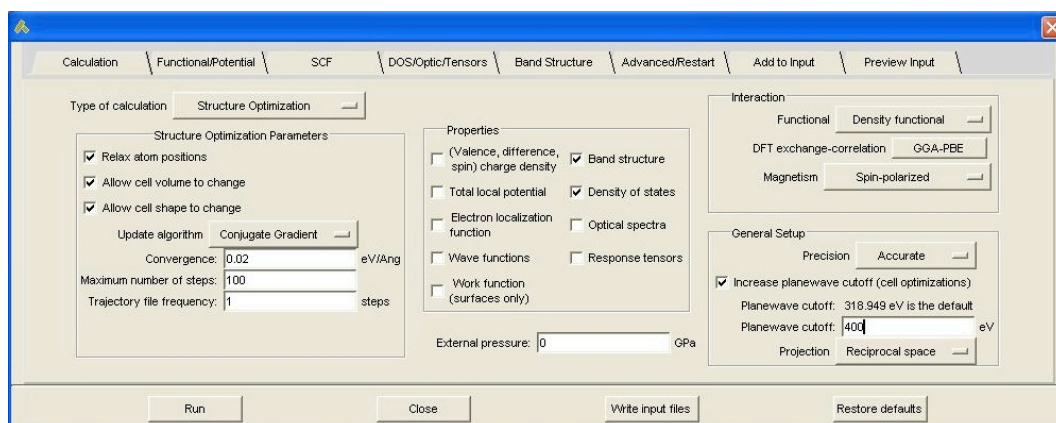 Calculation
Functional/Potential
SCF
DOS/Optic/Tensors
Band Structure
Advanced/Restart
Add to Input
Preview Input
Type of calculation
Structure Optimization
Structure Optimization Parameters
Relax atom positions
Allow cell volume to change
Allow cell shape to change
Update algorithm Conjugate Gradient
Convergence: 0.02 eV/Ang
Maximum number of steps: 100
Trajectory file frequency: 1 steps
Properties
(Valence, difference,
spin) charge density
Band structure
Total local potential
Density of states
Electron localization
function
Optical spectra
Wave functions
Response tensors
Work function
(surfaces only)
External pressure: 0 GPa
Interaction
Functional Density functional
DFT exchange-correlation GGA-PBE
Magnetism Spin-polarized
General Setup
Precision Accurate
Increase planewave cutoff (cell optimizations)
Planewave cutoff: 318.949 eV is the default
Planewave cutoff: 400 eV
Projection Reciprocal space
Run
Close
Write input files
Restore defaults